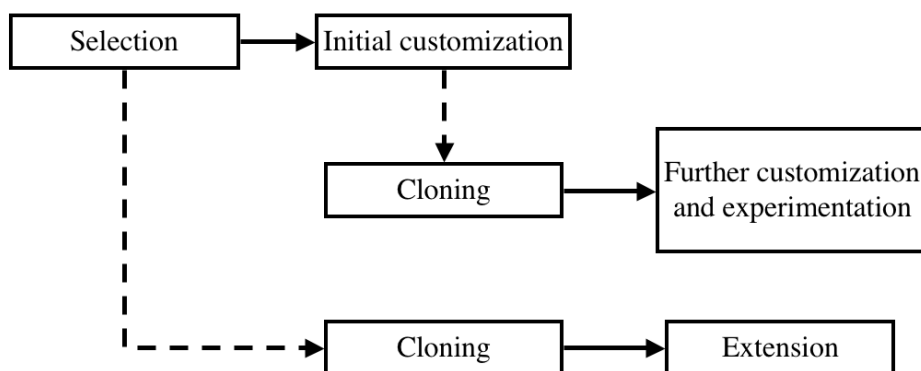 Selection
Initial customization
Cloning
Further customization
and experimentation
Cloning
Extension